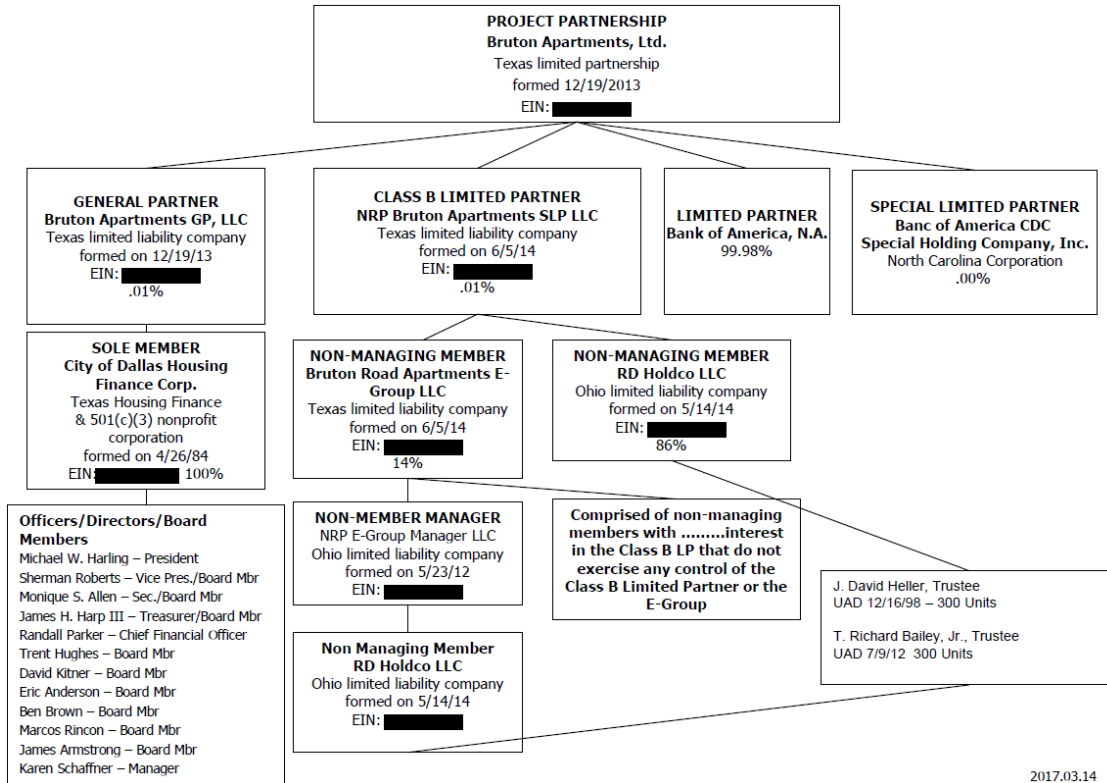 PROJECT PARTNERSHIP
Bruton Apartments, Ltd.
Texas limited partnership
formed 12/19/2013
EIN:
GENERAL PARTNER
Bruton Apartments GP, LLC
Texas limited liability company
formed on 12/19/13
EIN:
.01%
CLASS B LIMITED PARTNER
NRP Bruton Apartments SLP LLC
Texas limited liability company
formed on 6/5/14
EIN:
.01%
LIMITED PARTNER
Bank of America, N.A.
99.98%
SPECIAL LIMITED PARTNER
Banc of America CDC
Special Holding Company, Inc.
North Carolina Corporation
.00%
SOLE MEMBER
City of Dallas Housing
Finance Corp.
Texas Housing Finance
& 501(c)(3) nonprofit
corporation
formed on 4/26/84
EIN: 100%
NON-MANAGING MEMBER
Bruton Road Apartments E-
Group LLC
Texas limited liability company
formed on 6/5/14
EIN:
14%
NON-MANAGING MEMBER
RD Holdco LLC
Ohio limited liability company
formed on 5/14/14
EIN:
86%
Officers/Directors/Board
Members
Michael W. Harling – President
Sherman Roberts – Vice Pres./Board Mbr
Monique S. Allen – Sec./Board Mbr
James H. Harp III – Treasurer/Board Mbr
Randall Parker – Chief Financial Officer
Trent Hughes – Board Mbr
David Kitner – Board Mbr
Eric Anderson – Board Mbr
Ben Brown – Board Mbr
Marcos Rincon – Board Mbr
James Armstrong – Board Mbr
Karen Schaffner – Manager
NON-MEMBER MANAGER
NRP E-Group Manager LLC
Ohio limited liability company
formed on 5/23/12
EIN:
Comprised of non-managing
members with .........interest
in the Class B LP that do not
exercise any control of the
Class B Limited Partner or the
E-Group
Non Managing Member
RD Holdco LLC
Ohio limited liability company
formed on 5/14/14
EIN:
J. David Heller, Trustee
UAD 12/16/98 – 300 Units
T. Richard Bailey, Jr., Trustee
UAD 7/9/12 300 Units
2017.03.14